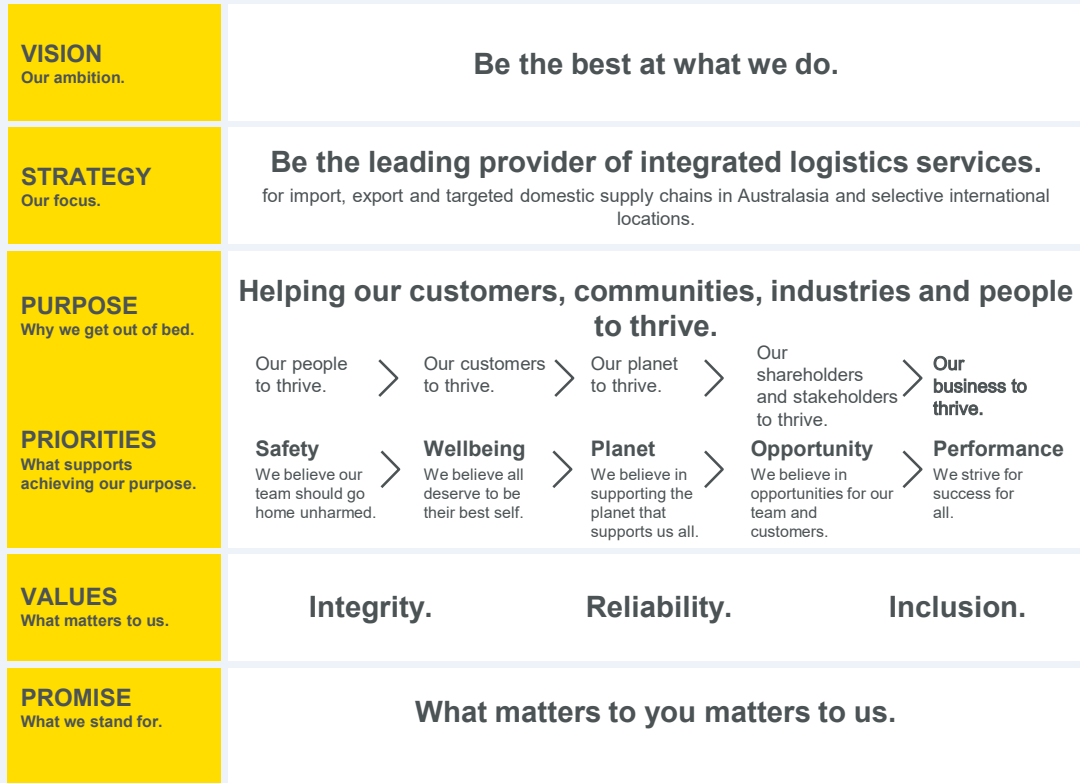 VISION
Our ambition.
Be the best at what we do.
STRATEGY
Our focus.
Be the leading provider of integrated logistics services.
for import, export and targeted domestic supply chains in Australasia and selective international
locations.
PURPOSE
Why we get out of bed.
Helping our customers, communities, industries and people
to thrive.
Our people
to thrive.
Our customers
to thrive.
Our planet
to thrive.
Our
shareholders
and stakeholders
to thrive.
Our
business to
thrive.
PRIORITIES
What supports
achieving our purpose.
Safety
We believe our
team should go
home unharmed.
Wellbeing
We believe all
deserve to be
their best self.
Planet
We believe in
supporting the
planet that
supports us all.
Opportunity
We believe in
opportunities for our
team and
customers.
Performance
We strive for
success for
all.
VALUES
What matters to us.
Integrity.
Reliability.
Inclusion.
PROMISE
What we stand for.
What matters to you matters to us.